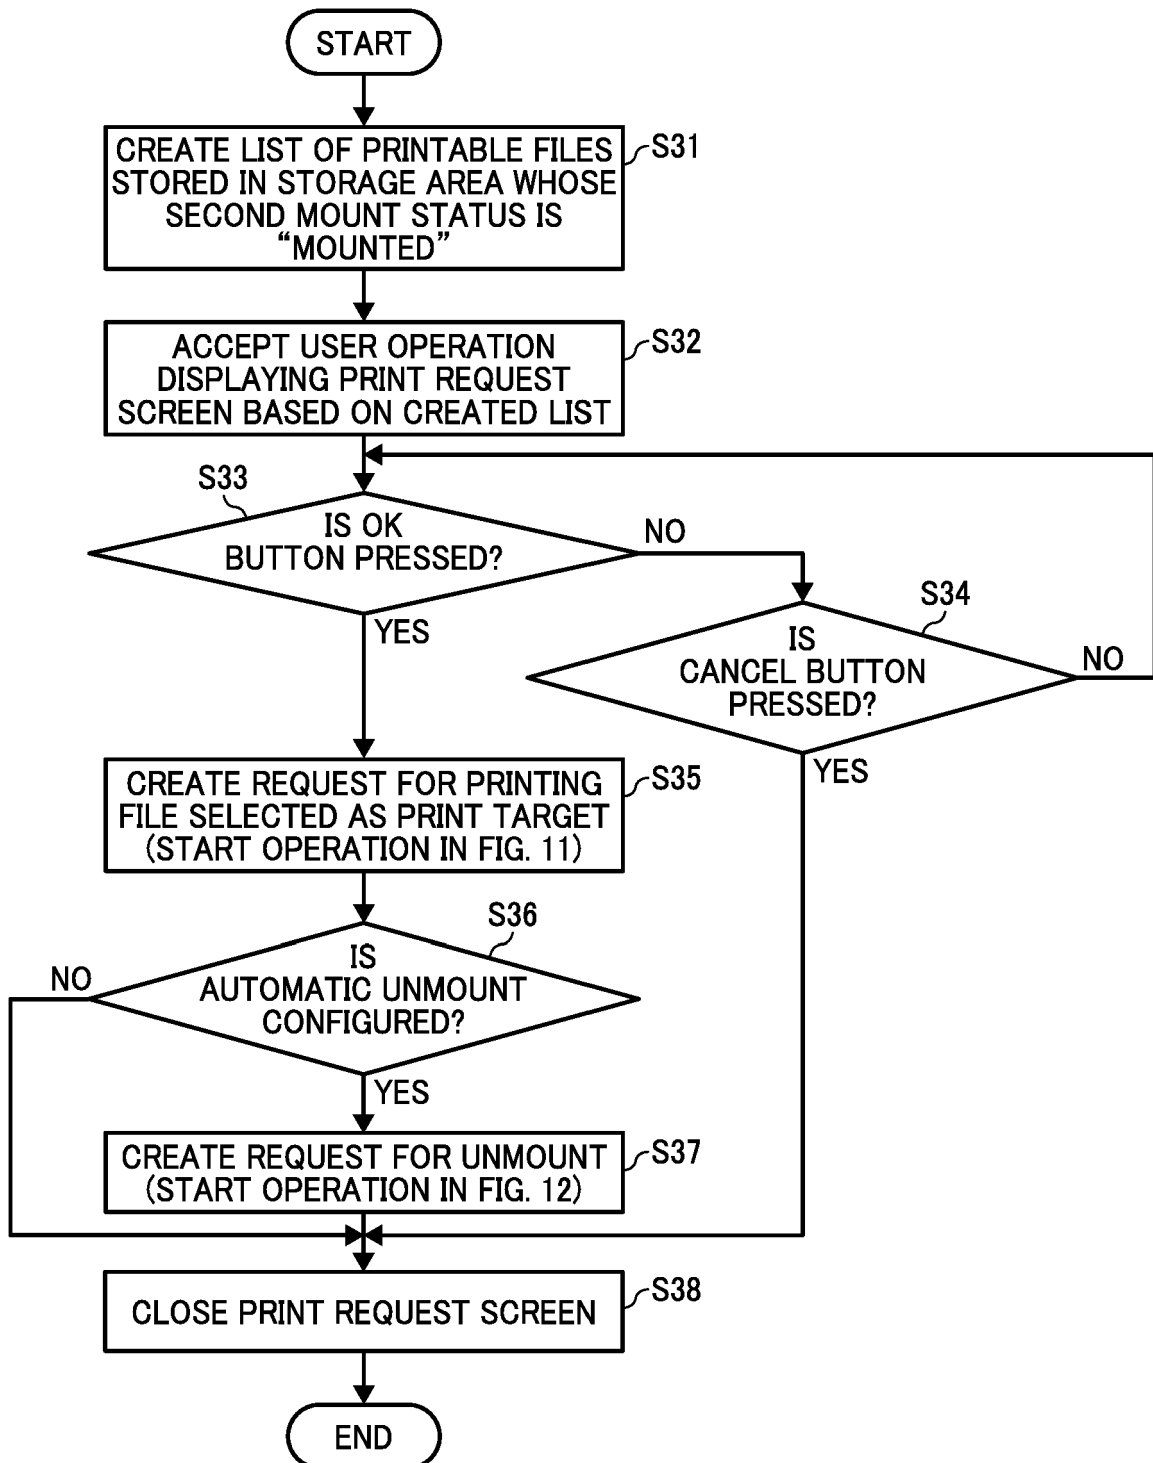 START
CREATE LIST OF PRINTABLE FILES
STORED IN STORAGE AREA WHOSE
SECOND MOUNT STATUS IS
“MOUNTED”
S31
ACCEPT USER OPERATION
DISPLAYING PRINT REQUEST
SCREEN BASED ON CREATED LIST
S32
S33
IS OK
BUTTON PRESSED?
NO
YES
S34
IS
CANCEL BUTTON
PRESSED?
NO
YES
CREATE REQUEST FOR PRINTING
FILE SELECTED AS PRINT TARGET
(START OPERATION IN FIG. 11)
S35
S36
IS
AUTOMATIC UNMOUNT
CONFIGURED?
NO
YES
CREATE REQUEST FOR UNMOUNT
(START OPERATION IN FIG. 12)
S37
CLOSE PRINT REQUEST SCREEN
S38
END